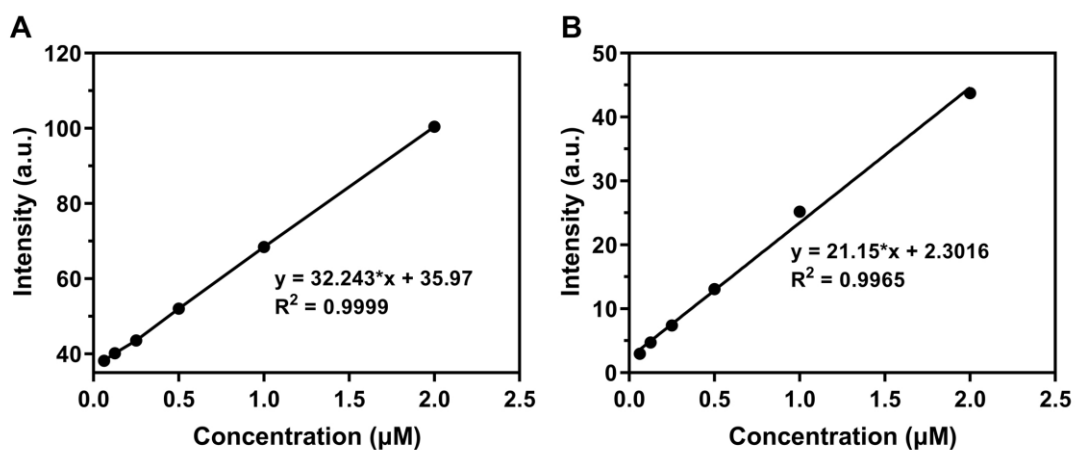 A
120
100
80
60
40
Intensity (a.u.)
y = 32.243*x + 35.97
R² = 0.9999
0.0 0.5 1.0 1.5 2.0 2.5
Concentration (µM)
B
50
40
30
20
10
0
Intensity (a.u.)
y = 21.15*x + 2.3016
R² = 0.9965
0.0 0.5 1.0 1.5 2.0 2.5
Concentration (µM)